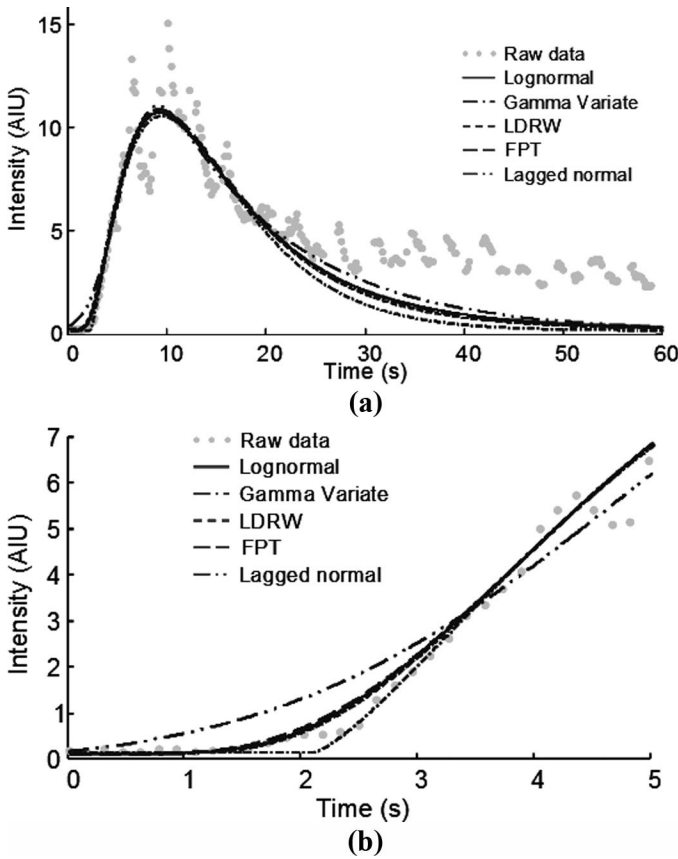 15
10
5
0
Intensity (AIU)
Raw data
Lognormal
Gamma Variate
LDRW
FPT
Lagged normal
0 10 20 30 40 50 60
Time (s)
(a)
7
6
5
4
3
2
1
0
Intensity (AIU)
Raw data
Lognormal
Gamma Variate
LDRW
FPT
Lagged normal
0 1 2 3 4 5
Time (s)
(b)